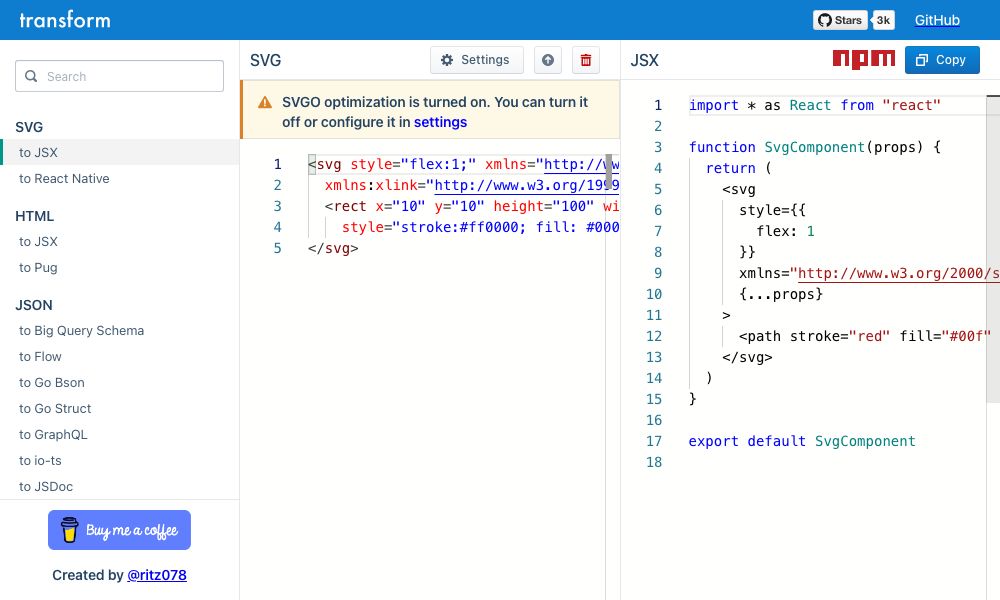 transform
Stars 3k GitHub
Search
SVG
to JSX
to React Native
HTML
to JSX
to Pug
JSON
to Big Query Schema
to Flow
to Go Bson
to Go Struct
to GraphQL
to io-ts
to JSDoc
Buy me a coffee
Created by @ritz078
SVG Settings
SVGO optimization is turned on. You can turn it
off or configure it in settings
1 <svg style="flex:1;" xmlns="http://ww
2 xmlns:xlink="http://www.w3.org/1999
3 <rect x="10" y="10" height="100" wi
4 style="stroke:#ff0000; fill: #000
5 </svg>
JSX npm Copy
1 import * as React from "react"
2
3 function SvgComponent(props) {
4 return (
5 <svg
6 style={{
7 flex: 1
8 }}
9 xmlns="http://www.w3.org/2000/s
10 {...props}
11 >
12 <path stroke="red" fill="#00f"
13 </svg>
14 )
15 }
16
17 export default SvgComponent
18